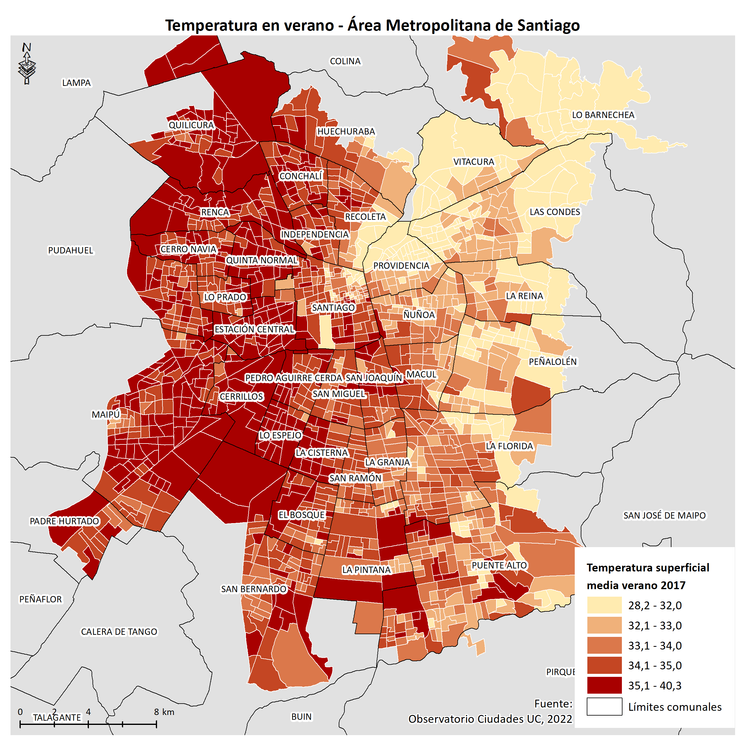 Temperatura en verano - Área Metropolitana de Santiago
N
COLINA
LAMPA
LO BARNECHEA
QUILICURA
HUECHURABA
VITACURA
CONCHALÍ
RENCA
RECOLETA
LAS CONDES
INDEPENDENCIA
PUDAHUEL
CERRO NAVIA
QUINTA NORMAL
PROVIDENCIA
LO PRADO
LA REINA
SANTIAGO
ÑUÑOA
ESTACIÓN CENTRAL
PEÑALOLÉN
PEDRO AGUIRRE CERDA
SAN JOAQUÍN
MACUL
CERRILLOS
SAN MIGUEL
MAIPÚ
LO ESPEJO
LA FLORIDA
LA CISTERNA
LA GRANJA
SAN RAMÓN
EL BOSQUE
SAN JOSÉ DE MAIPO
PADRE HURTADO
LA PINTANA
PUENTE ALTO
SAN BERNARDO
PEÑAFLOR
CALERA DE TANGO
PIRQUE
TALAGANTE
BUIN
Temperatura superficial
media verano 2017
28,2 - 32,0
32,1 - 33,0
33,1 - 34,0
34,1 - 35,0
35,1 - 40,3
Límites comunales
0 2 4 8 km
Fuente:
Observatorio Ciudades UC, 2022